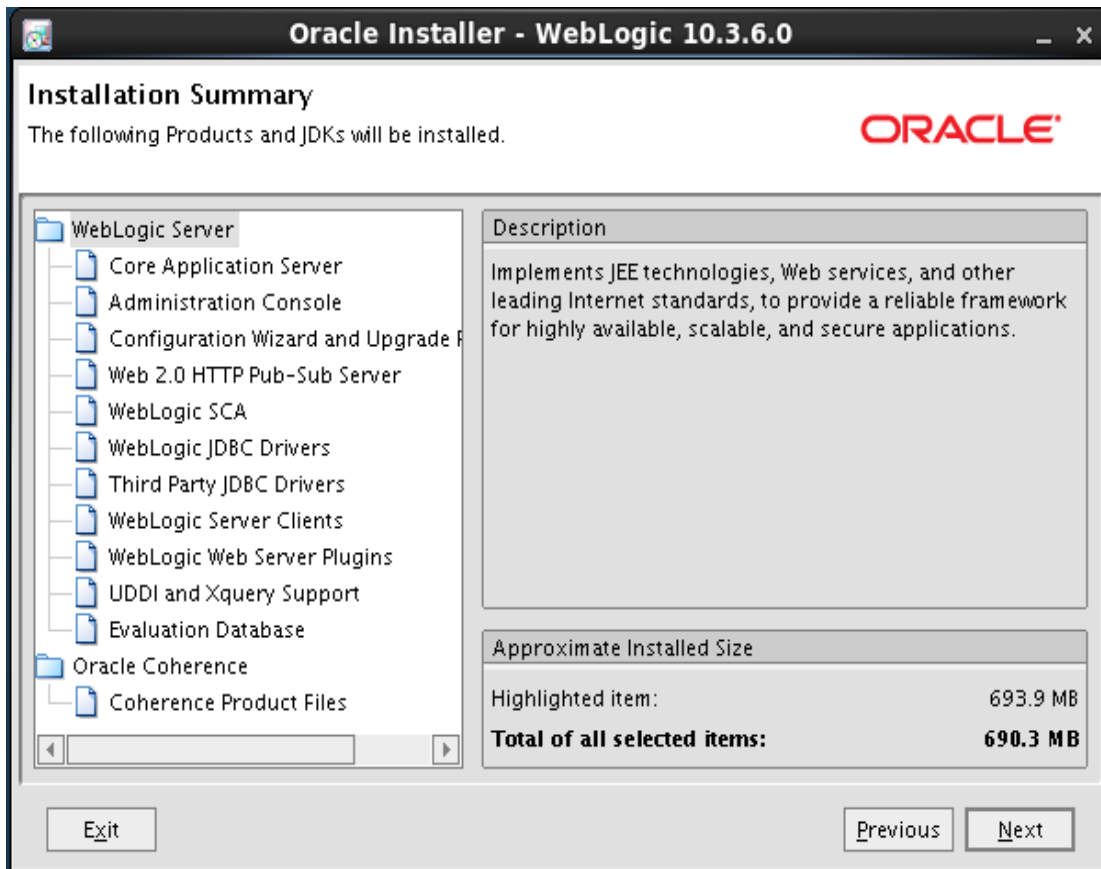 Oracle Installer - WebLogic 10.3.6.0
Installation Summary
The following Products and JDKs will be installed.
ORACLE
WebLogic Server
Core Application Server
Administration Console
Configuration Wizard and Upgrade
Web 2.0 HTTP Pub-Sub Server
WebLogic SCA
WebLogic JDBC Drivers
Third Party JDBC Drivers
WebLogic Server Clients
WebLogic Web Server Plugins
UDDI and Xquery Support
Evaluation Database
Oracle Coherence
Coherence Product Files
Description
Implements JEE technologies, Web services, and other
leading Internet standards, to provide a reliable framework
for highly available, scalable, and secure applications.
Approximate Installed Size
Highlighted item: 693.9 MB
Total of all selected items: 690.3 MB
Exit
Previous
Next